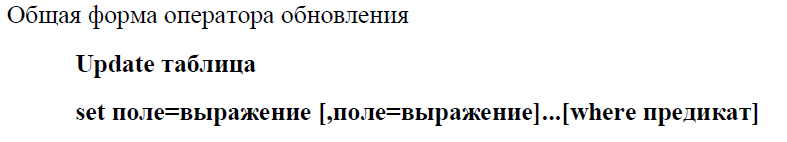 Общая форма оператора обновления
Update таблица
set поле=выражение [,поле=выражение]...[where предикат]